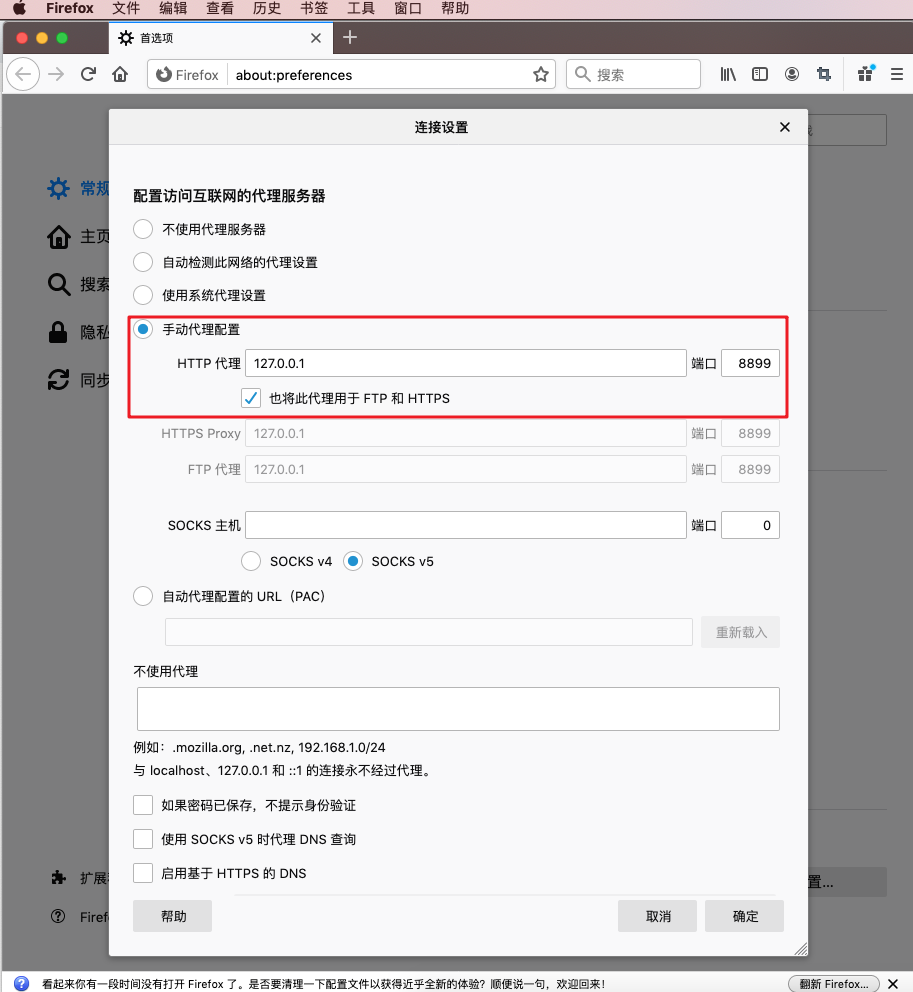 Firefox 文件 编辑 查看 历史 书签 工具 窗口 帮助
首选项
Firefox about:preferences 搜索
连接设置
常规
主页
搜索
隐私
同步
配置访问互联网的代理服务器
不使用代理服务器
自动检测此网络的代理设置
使用系统代理设置
手动代理配置
HTTP 代理 127.0.0.1 端口 8899
也将此代理用于 FTP 和 HTTPS
HTTPS Proxy 127.0.0.1 端口 8899
FTP 代理 127.0.0.1 端口 8899
SOCKS 主机 端口 0
SOCKS v4 SOCKS v5
自动代理配置的 URL（PAC）
重新载入
不使用代理
例如：.mozilla.org, .net.nz, 192.168.1.0/24
与 localhost、127.0.0.1 和 ::1 的连接永不经过代理。
如果密码已保存，不提示身份验证
使用 SOCKS v5 时代理 DNS 查询
扩展
启用基于 HTTPS 的 DNS
置...
Firef
帮助 取消 确定
看起来你有一段时间没有打开 Firefox 了。是否要清理一下配置文件以获得近乎全新的体验？顺便说一句，欢迎回来！ 翻新 Firefox...